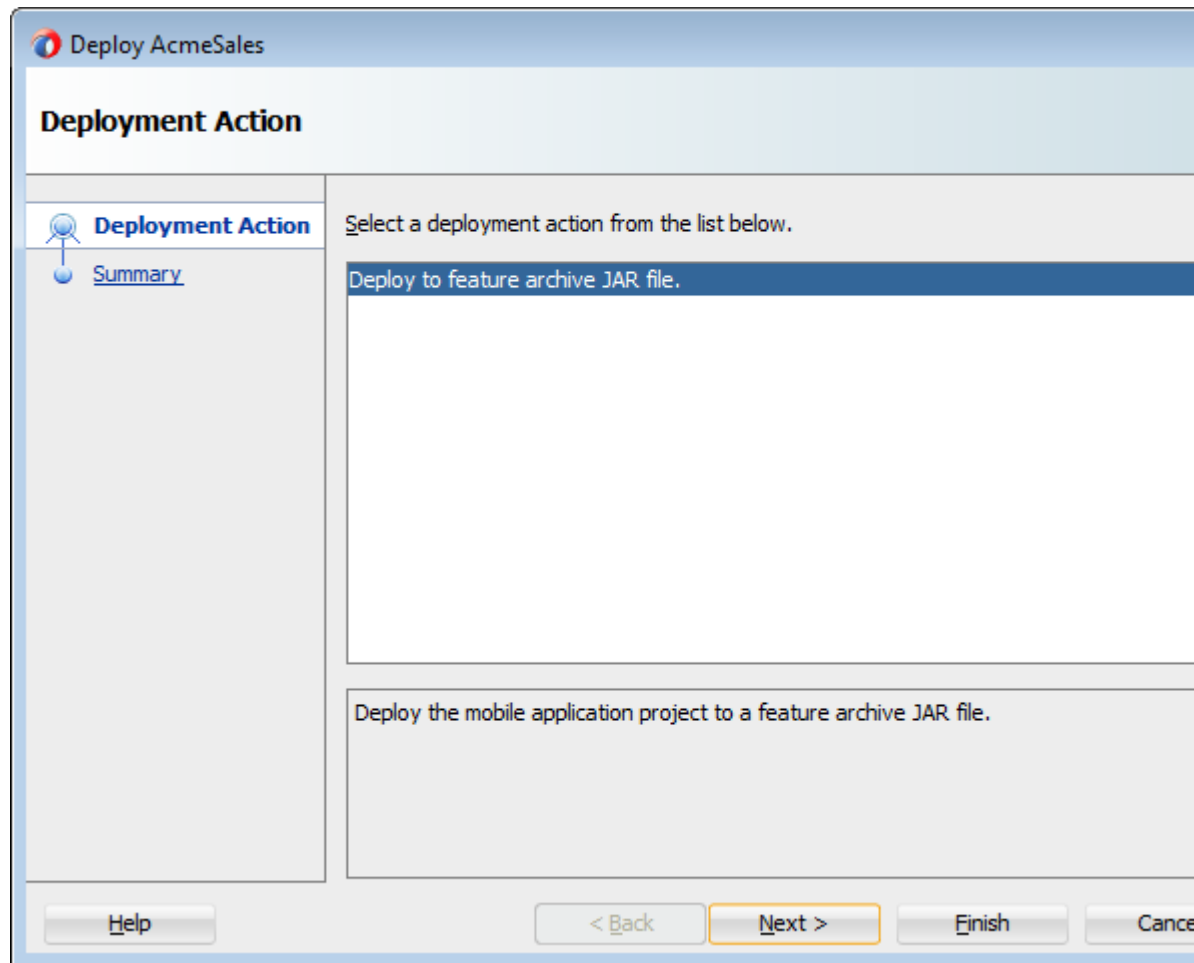 Deploy AcmeSales
Deployment Action
Deployment Action
Summary
Select a deployment action from the list below.
Deploy to feature archive JAR file.
Deploy the mobile application project to a feature archive JAR file.
Help
< Back
Next >
Finish
Cance